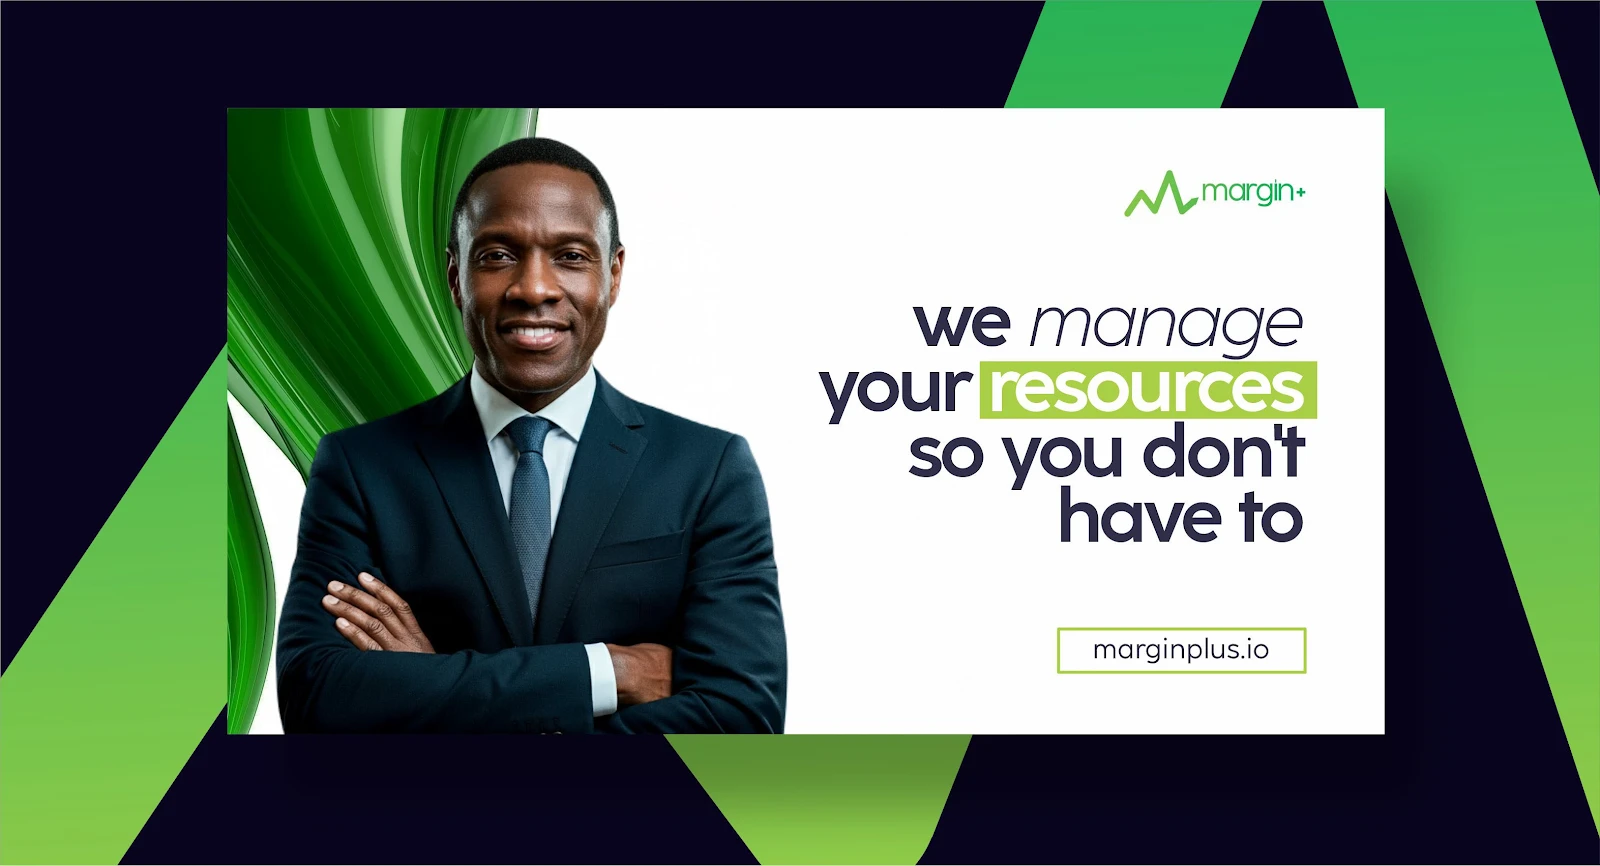 margin+
we manage
your resources
so you don't
have to
marginplus.io